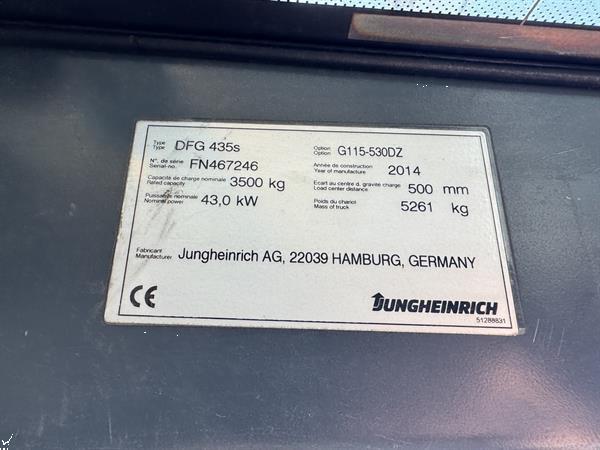 Type
Type DFG 435s
Option
Option G115-530DZ
N°. de série
Serial-no. FN467246
Année de construction
Year of manufacture 2014
Capacité de charge nominale
Rated capacity 3500 kg
Ecart au centre d. gravité charge
Load center distance 500 mm
Puissance nominale
Nominal power 43,0 kW
Poids du chariot
Mass of truck 5261 kg
Fabricant
Manufacturer Jungheinrich AG, 22039 HAMBURG, GERMANY
CE
JUNGHEINRICH
51288831